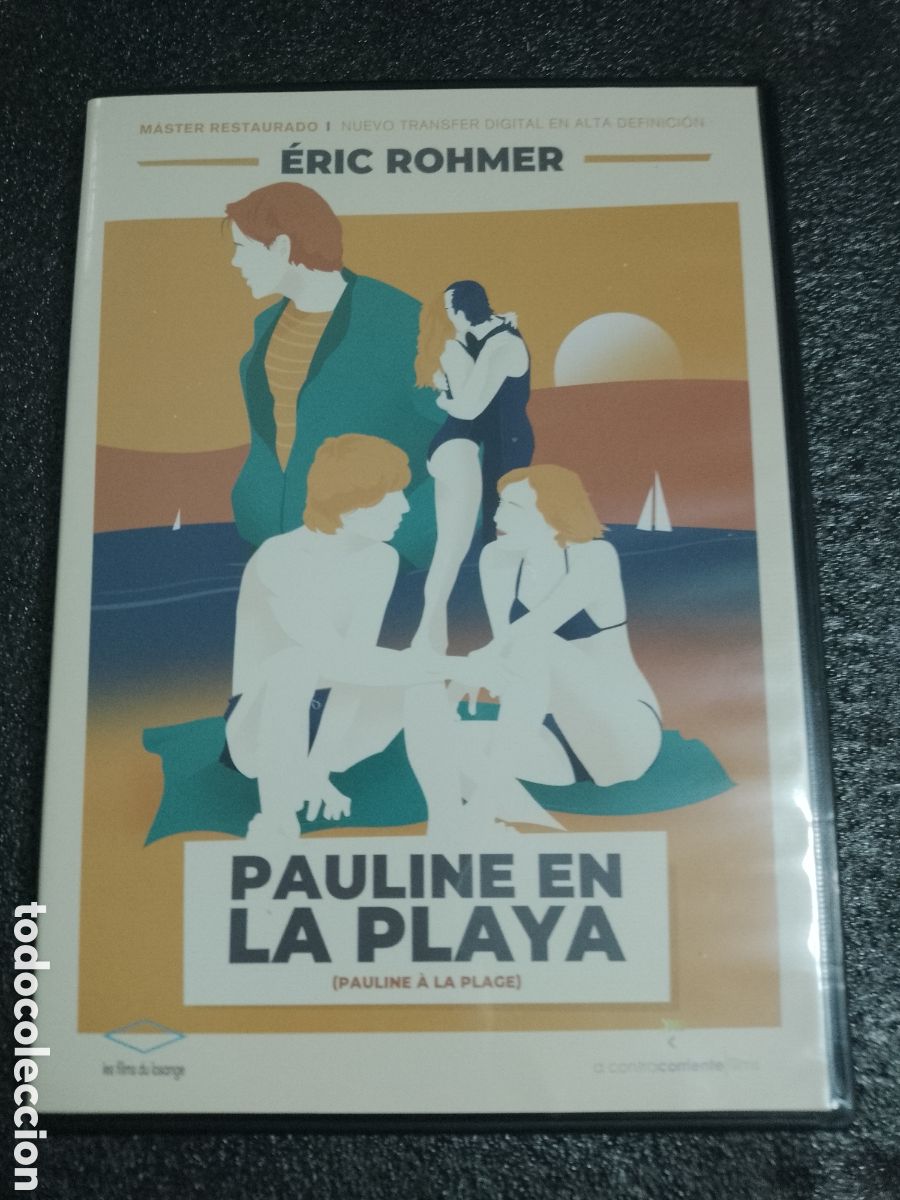 MÁSTER RESTAURADO I NUEVO TRANSFER DIGITAL EN ALTA DEFINICIÓN
ÉRIC ROHMER
PAULINE EN
LA PLAYA
(PAULINE À LA PLAGE)
les films du losange
a contracorriente films
todocoleccion